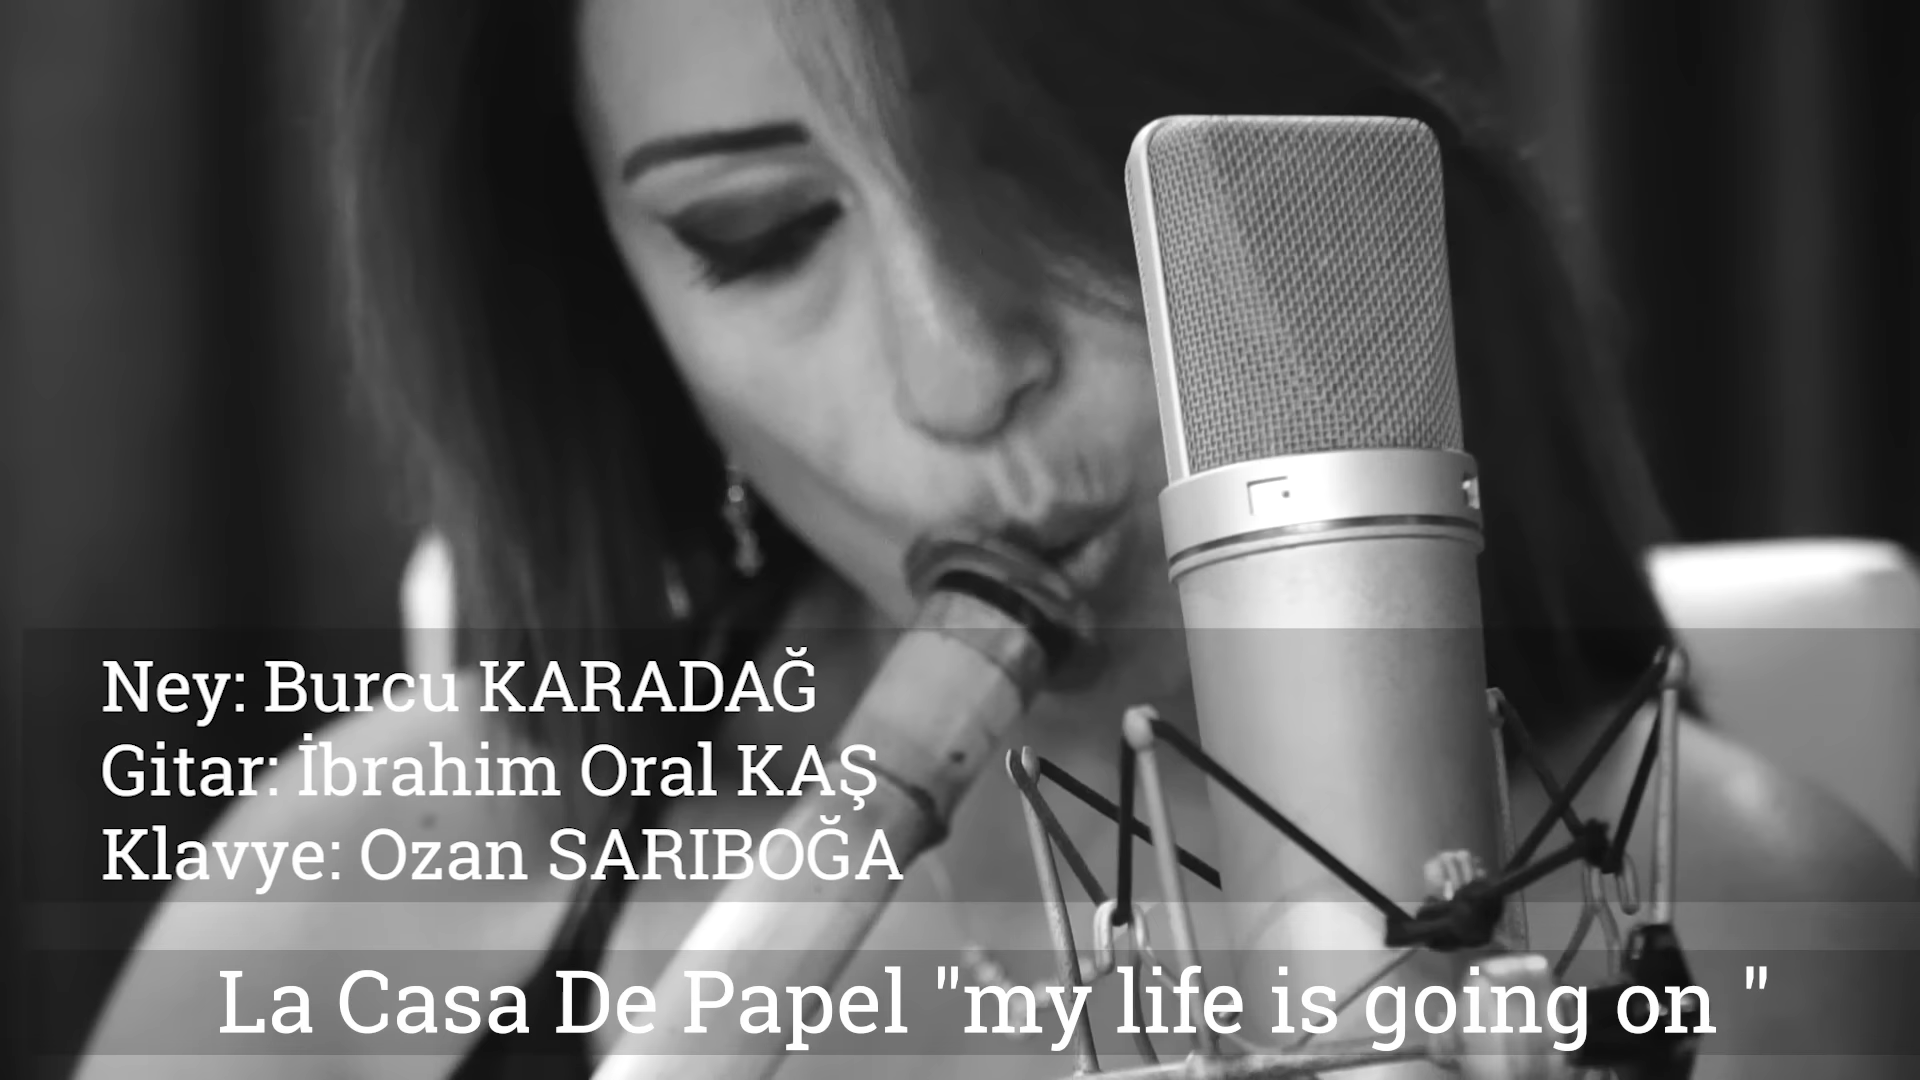 Ney: Burcu KARADAĞ
Gitar: İbrahim Oral KAŞ
Klavye: Ozan SARIBOĞA
La Casa De Papel "my life is going on "